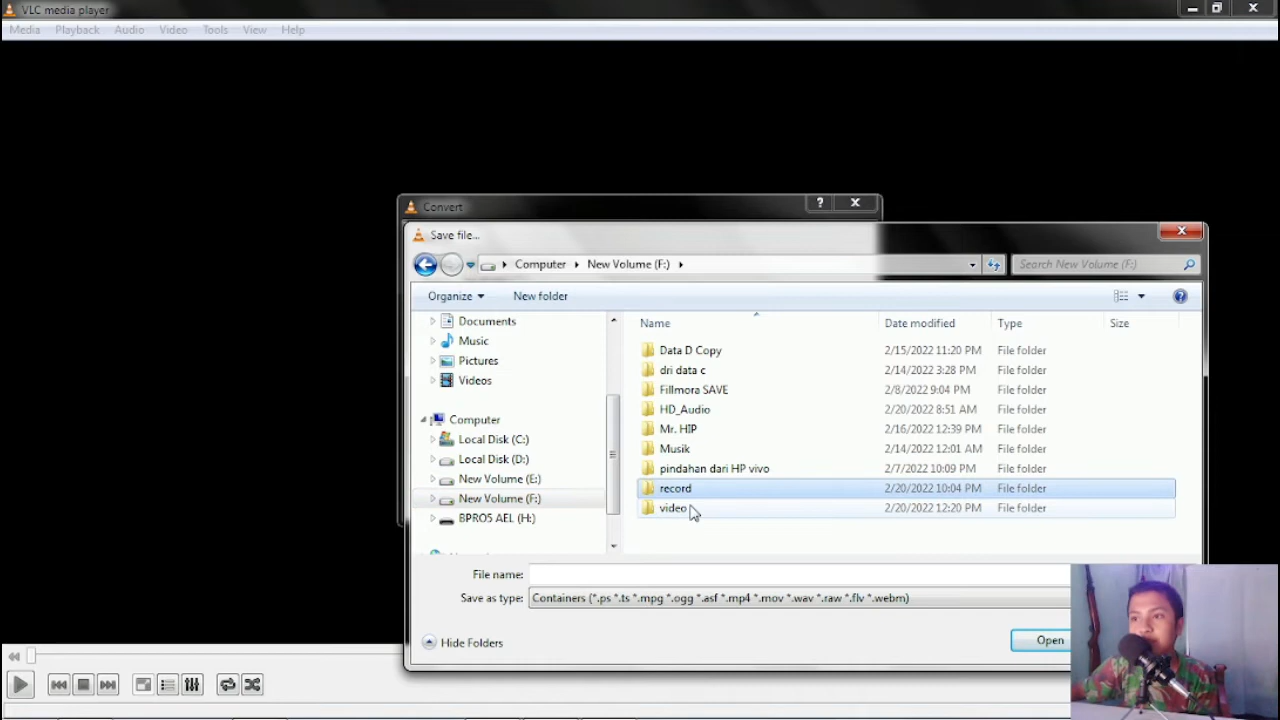 VLC media player
Media Playback Audio Video Tools View Help
Convert
?
Save file...
Computer New Volume (F:)
Search New Volume (F:)
Organize New folder
Name Date modified Type Size
Documents
Music
Pictures
Videos
Computer
Local Disk (C:)
Local Disk (D:)
New Volume (E:)
New Volume (F:)
BPROS AEL (H:)
Data D Copy 2/15/2022 11:20 PM File folder
dri data c 2/14/2022 3:28 PM File folder
Fillmora SAVE 2/8/2022 9:04 PM File folder
HD_Audio 2/20/2022 8:51 AM File folder
Mr. HIP 2/16/2022 12:39 PM File folder
Musik 2/14/2022 12:01 AM File folder
pindahan dari HP vivo 2/7/2022 10:09 PM File folder
record 2/20/2022 10:04 PM File folder
video 2/20/2022 12:20 PM File folder
File name:
Save as type: Containers (*.ps *.ts *.mpg *.ogg *.asf *.mp4 *.mov *.wav *.raw *.flv *.webm)
Hide Folders
Open